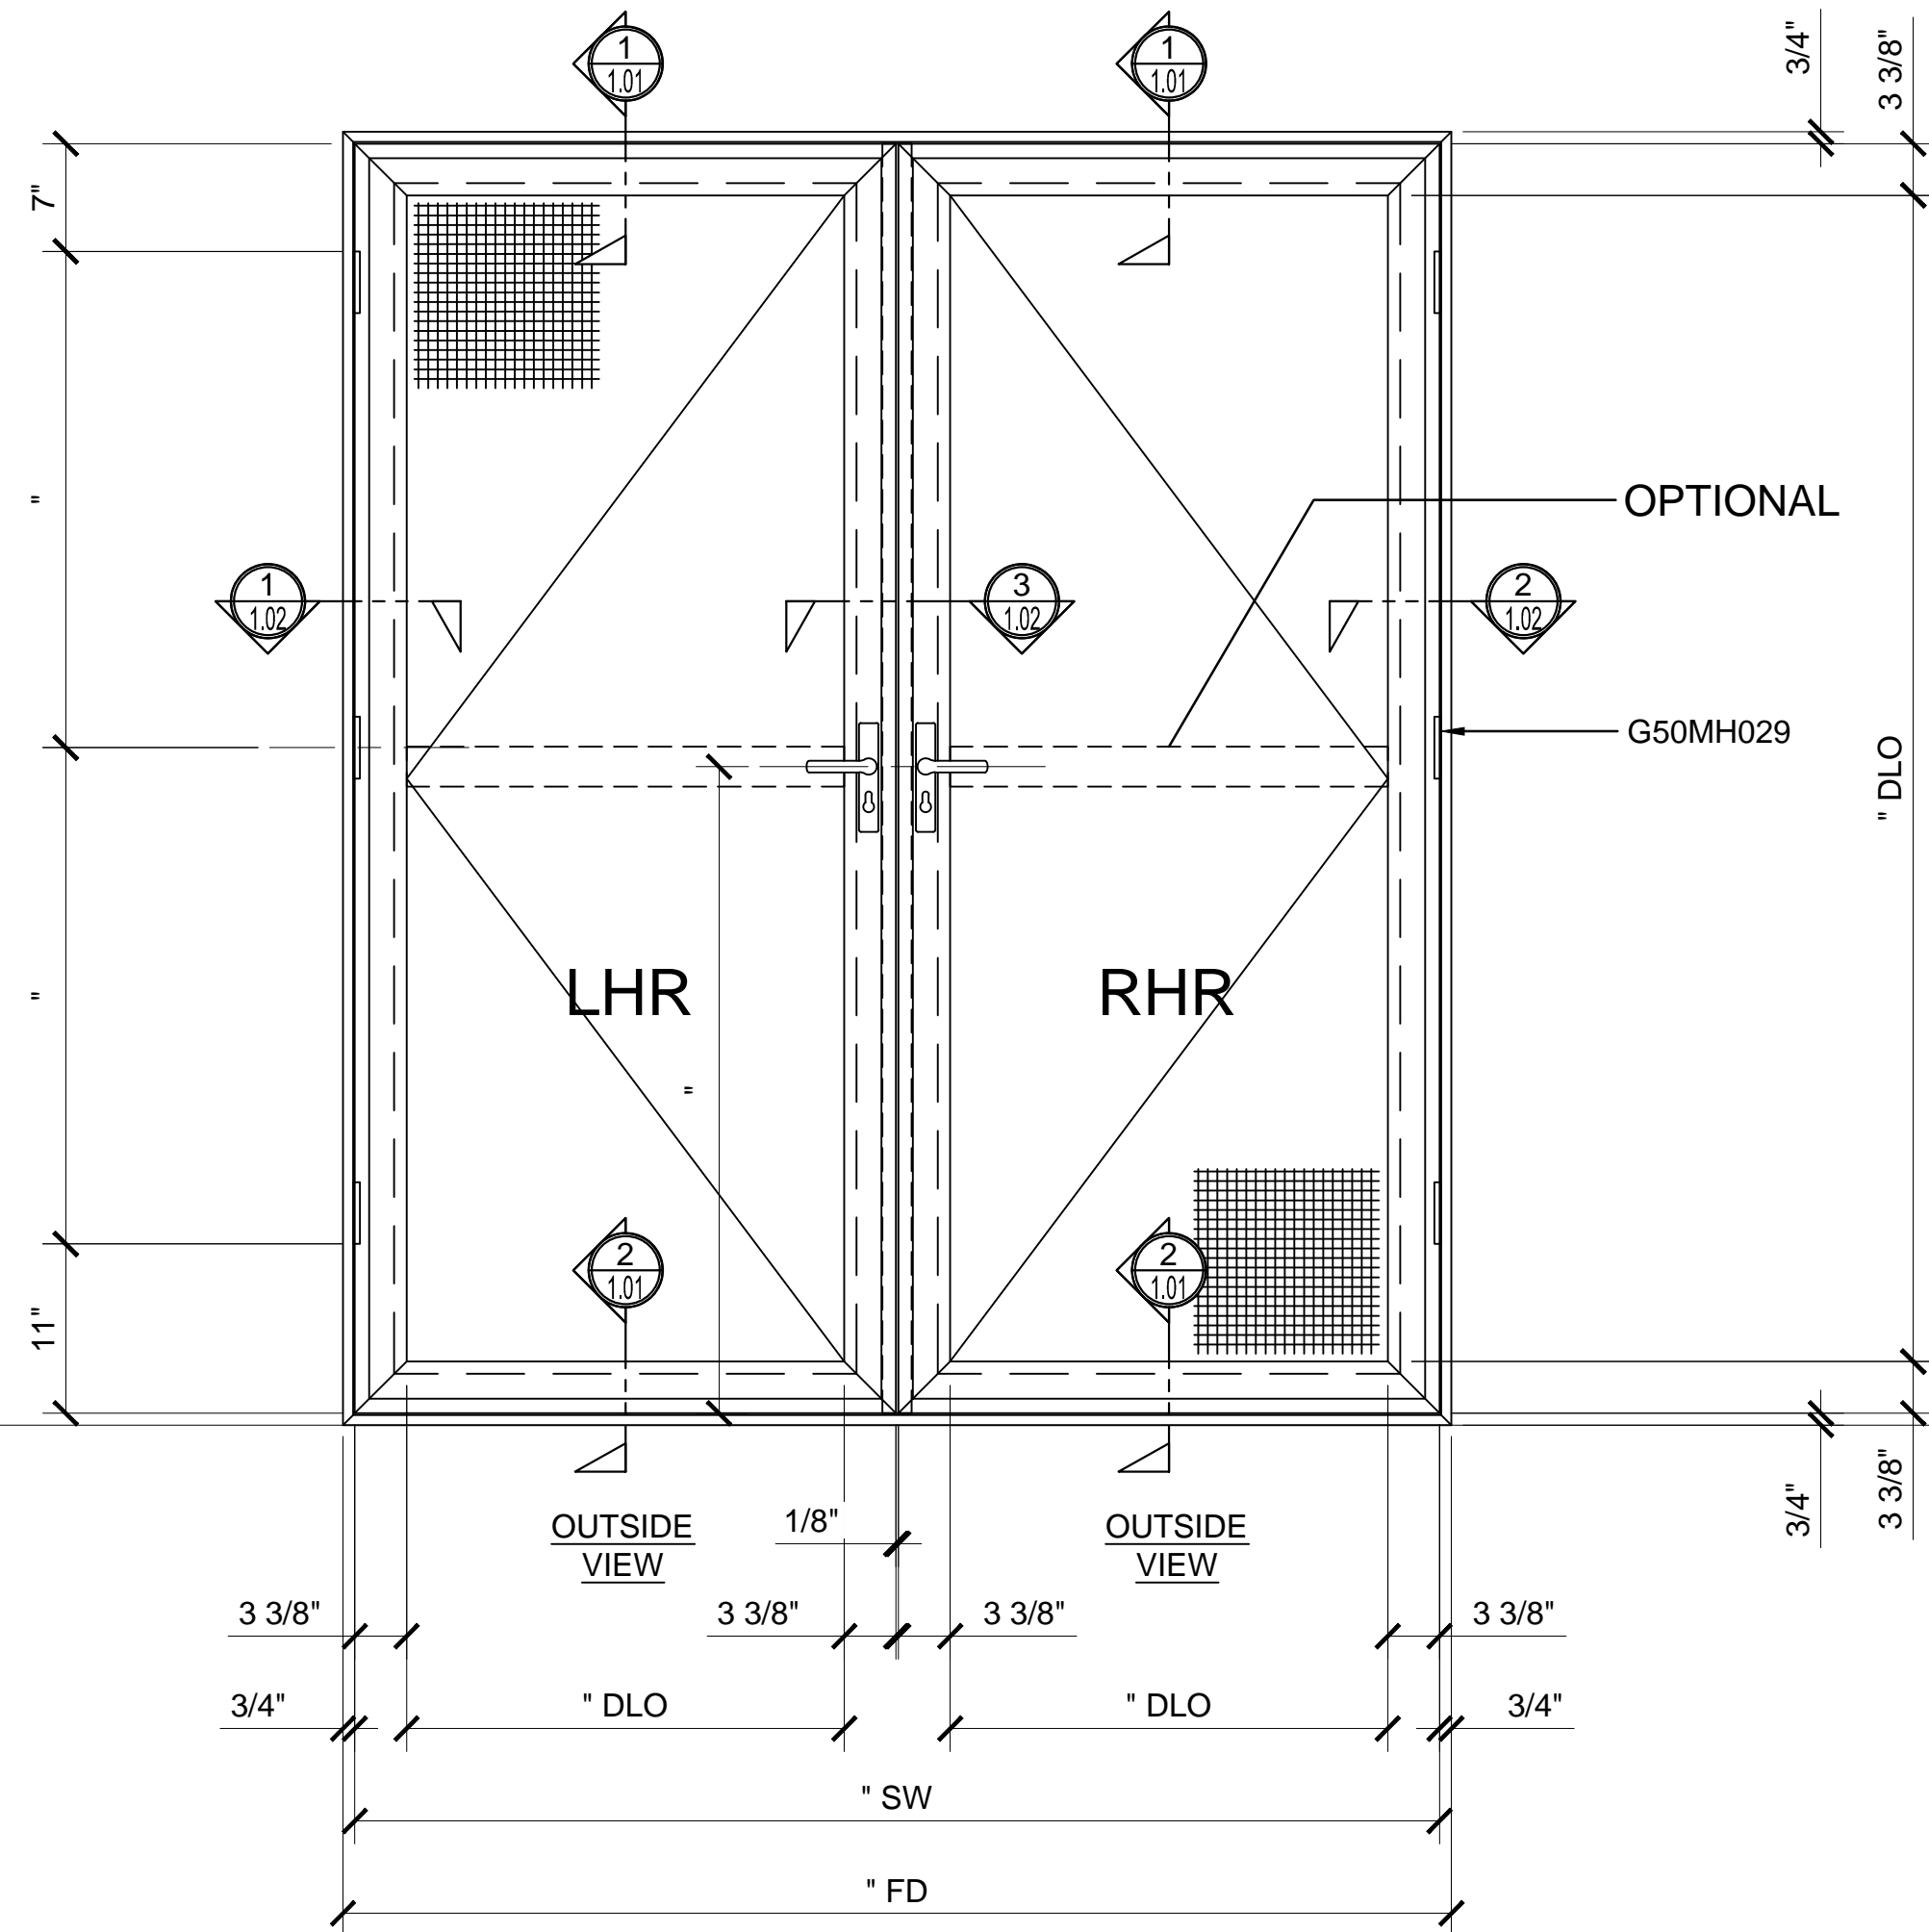 1
1.01
1
1.01
3/4"
3 3/8"
7"
"
OPTIONAL
1
1.02
3
1.02
2
1.02
G50MH029
" DLO
LHR
RHR
"
"
2
1.01
2
1.01
11"
3/4"
3 3/8"
OUTSIDE
VIEW
1/8"
OUTSIDE
VIEW
3 3/8"
3 3/8"
3 3/8"
3 3/8"
3/4"
" DLO
" DLO
3/4"
" SW
" FD